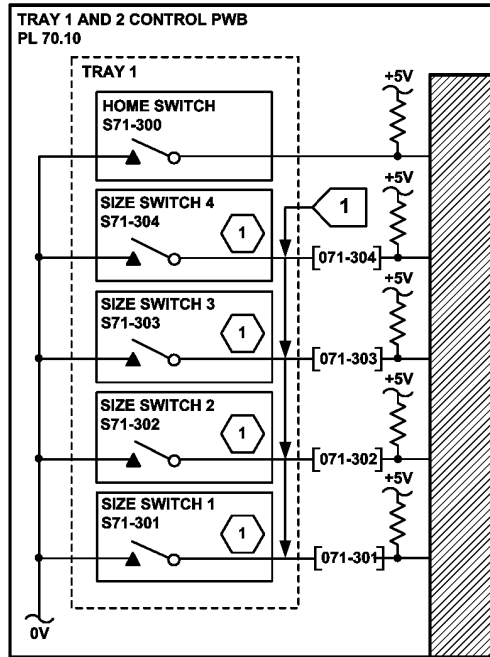 TRAY 1 AND 2 CONTROL PWB
PL 70.10
TRAY 1
+5V
HOME SWITCH
S71-300
+5V
SIZE SWITCH 4
S71-304
1
1
[071-304]
+5V
SIZE SWITCH 3
S71-303
1
[071-303]
+5V
SIZE SWITCH 2
S71-302
1
[071-302]
+5V
SIZE SWITCH 1
S71-301
1
[071-301]
0V